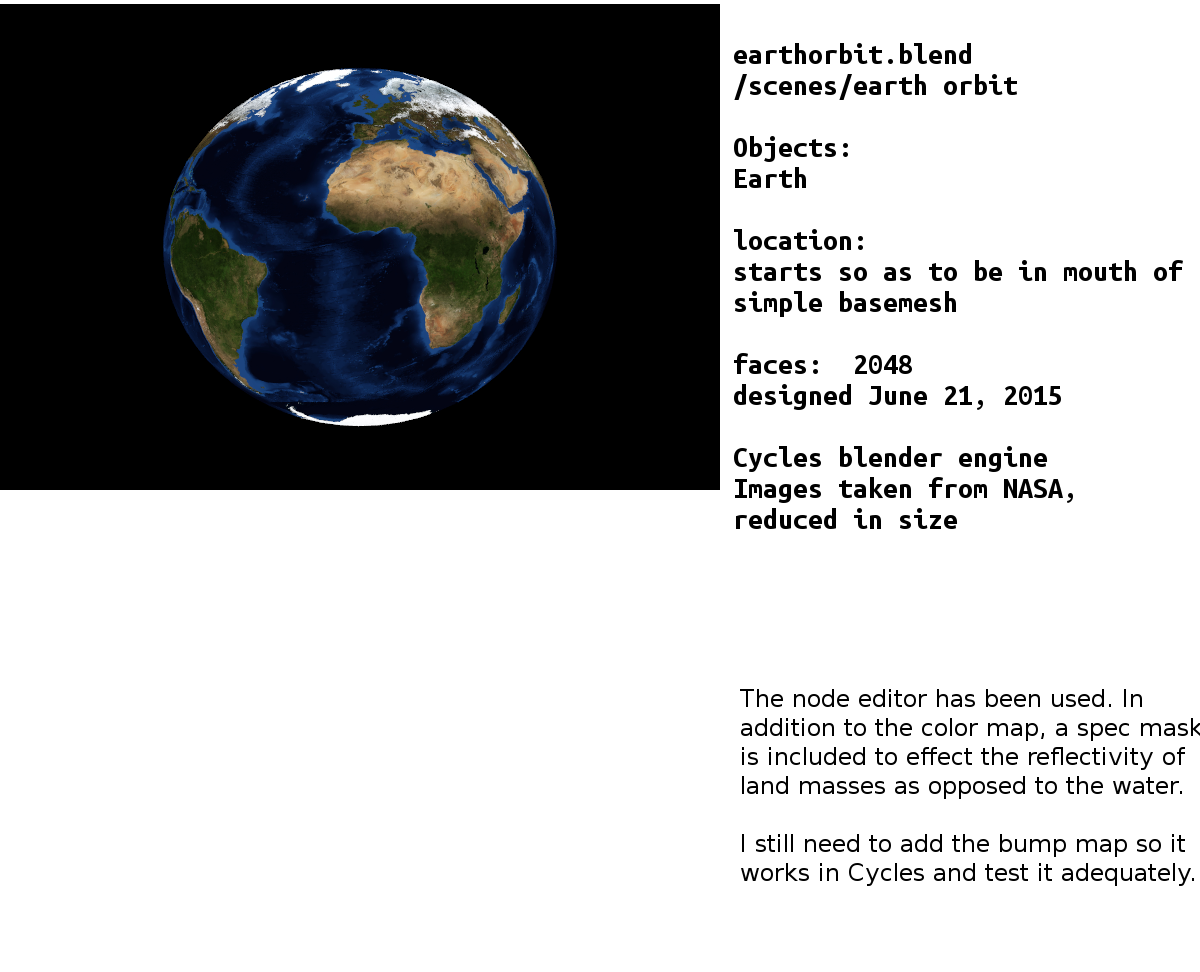 earthorbit.blend
/scenes/earth orbit
Objects:
Earth
location:
starts so as to be in mouth of
simple basemesh
faces:  2048
designed June 21, 2015
Cycles blender engine
Images taken from NASA,
reduced in size
The node editor has been used. In
addition to the color map, a spec mask
is included to effect the reflectivity of
land masses as opposed to the water.
I still need to add the bump map so it
works in Cycles and test it adequately.